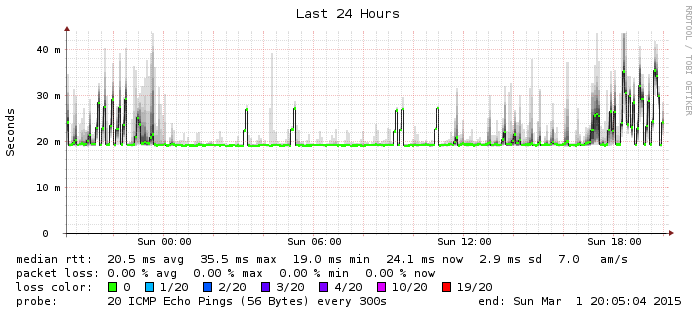 Last 24 Hours
RRDTOOL / TOBI OETIKER
Seconds
40 m
30 m
20 m
10 m
0
Sun 00:00 Sun 06:00 Sun 12:00 Sun 18:00
median rtt: 20.5 ms avg 35.5 ms max 19.0 ms min 24.1 ms now 2.9 ms sd 7.0 am/s
packet loss: 0.00 % avg 0.00 % max 0.00 % min 0.00 % now
loss color: 0 1/20 2/20 3/20 4/20 10/20 19/20
probe: 20 ICMP Echo Pings (56 Bytes) every 300s end: Sun Mar 1 20:05:04 2015